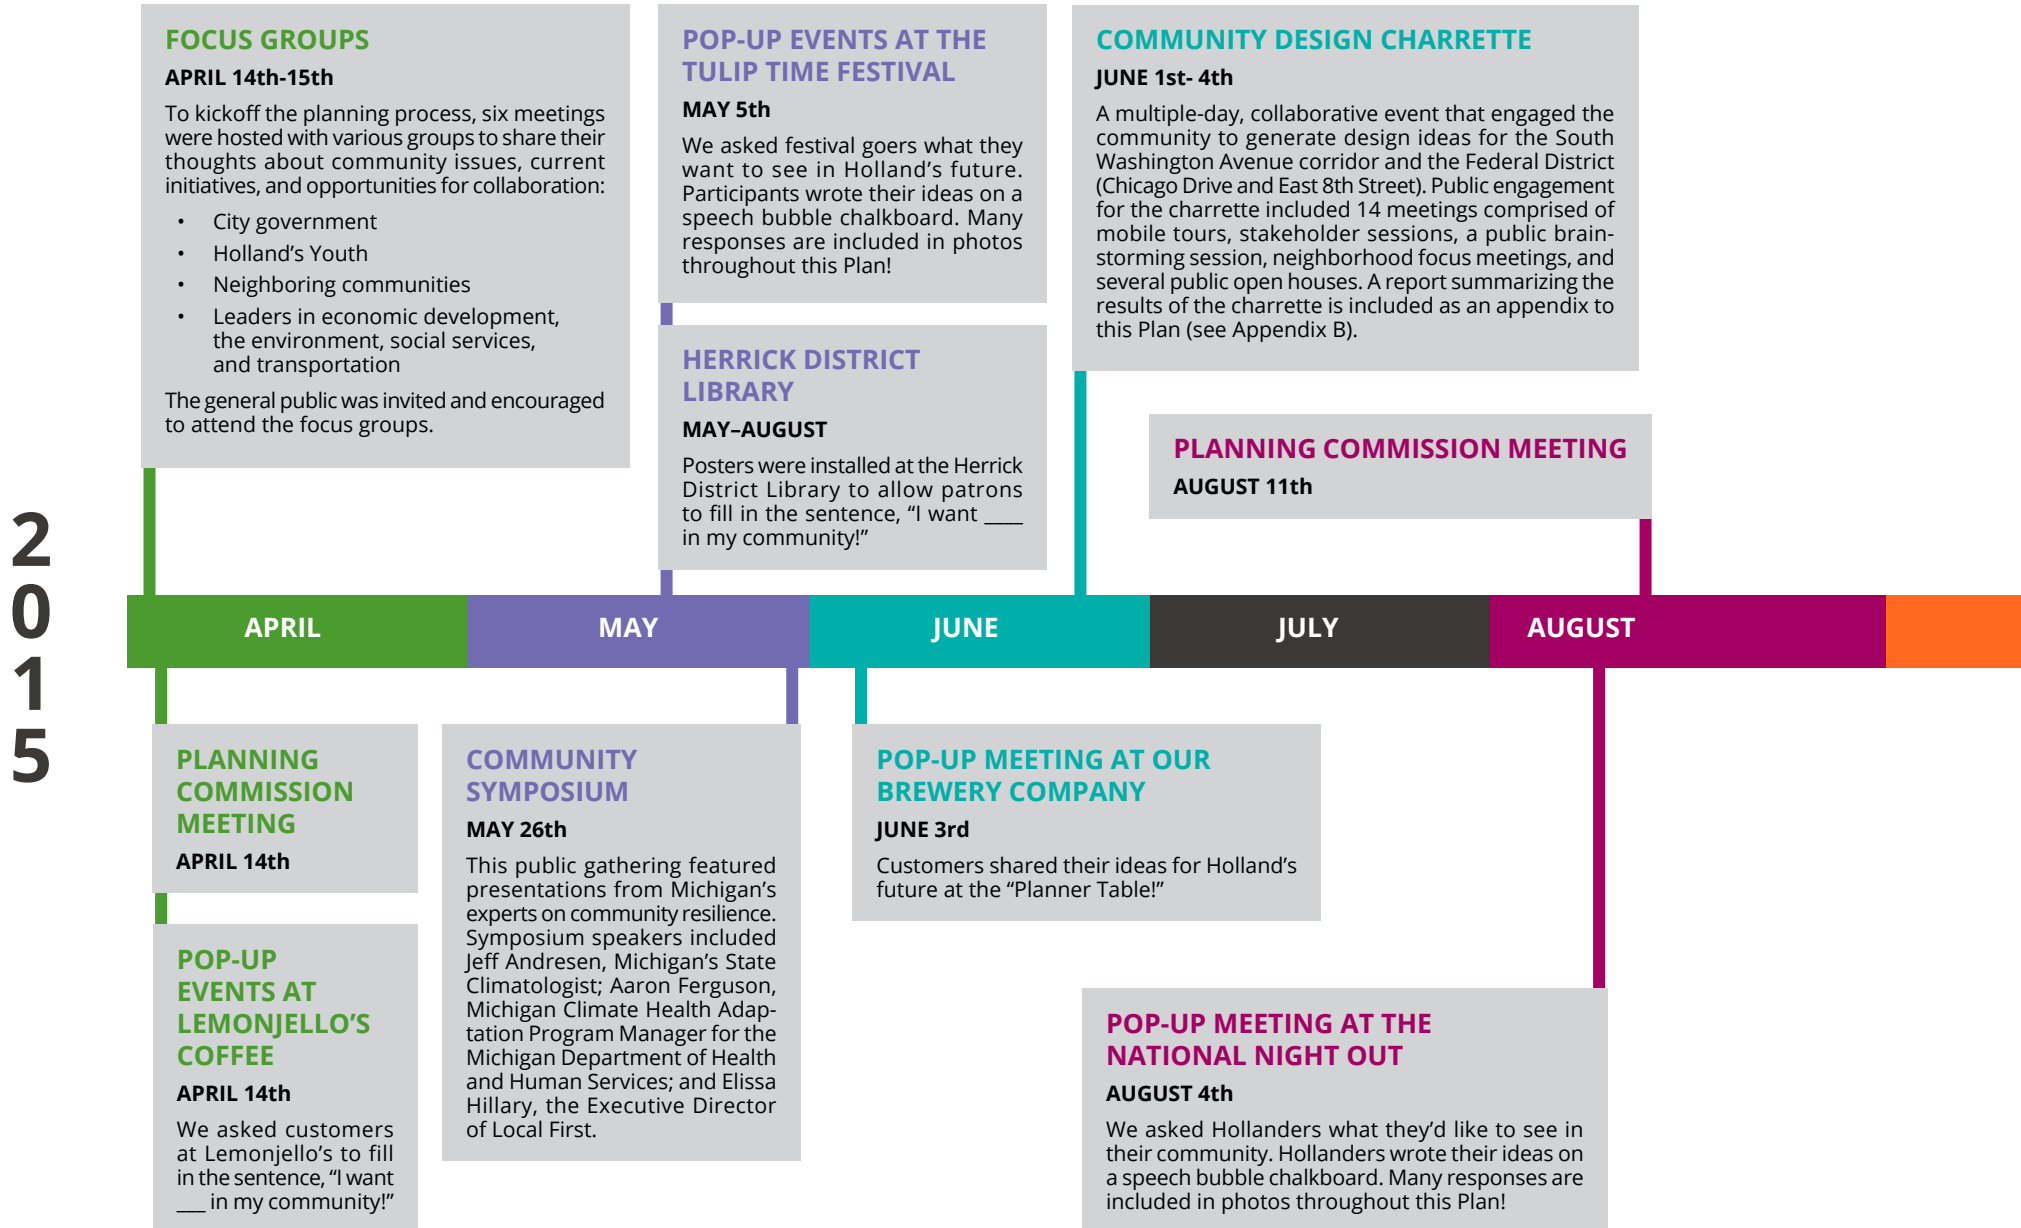 FOCUS GROUPS
APRIL 14th-15th
To kickoff the planning process, six meetings
were hosted with various groups to share their
thoughts about community issues, current
initiatives, and opportunities for collaboration:
• City government
• Holland’s Youth
• Neighboring communities
• Leaders in economic development,
the environment, social services,
and transportation
The general public was invited and encouraged
to attend the focus groups.
POP-UP EVENTS AT THE
TULIP TIME FESTIVAL
MAY 5th
We asked festival goers what they
want to see in Holland’s future.
Participants wrote their ideas on a
speech bubble chalkboard. Many
responses are included in photos
throughout this Plan!
HERRICK DISTRICT
LIBRARY
MAY–AUGUST
Posters were installed at the Herrick
District Library to allow patrons
to fill in the sentence, “I want ____
in my community!”
COMMUNITY DESIGN CHARRETTE
JUNE 1st- 4th
A multiple-day, collaborative event that engaged the
community to generate design ideas for the South
Washington Avenue corridor and the Federal District
(Chicago Drive and East 8th Street). Public engagement
for the charrette included 14 meetings comprised of
mobile tours, stakeholder sessions, a public brain-
storming session, neighborhood focus meetings, and
several public open houses. A report summarizing the
results of the charrette is included as an appendix to
this Plan (see Appendix B).
PLANNING COMMISSION MEETING
AUGUST 11th
2
0
1
5
APRIL
MAY
JUNE
JULY
AUGUST
PLANNING
COMMISSION
MEETING
APRIL 14th
POP-UP
EVENTS AT
LEMONJELLO’S
COFFEE
APRIL 14th
We asked customers
at Lemonjello’s to fill
in the sentence, “I want
___ in my community!”
COMMUNITY
SYMPOSIUM
MAY 26th
This public gathering featured
presentations from Michigan’s
experts on community resilience.
Symposium speakers included
Jeff Andresen, Michigan’s State
Climatologist; Aaron Ferguson,
Michigan Climate Health Adap-
tation Program Manager for the
Michigan Department of Health
and Human Services; and Elissa
Hillary, the Executive Director
of Local First.
POP-UP MEETING AT OUR
BREWERY COMPANY
JUNE 3rd
Customers shared their ideas for Holland’s
future at the “Planner Table!”
POP-UP MEETING AT THE
NATIONAL NIGHT OUT
AUGUST 4th
We asked Hollanders what they’d like to see in
their community. Hollanders wrote their ideas on
a speech bubble chalkboard. Many responses are
included in photos throughout this Plan!